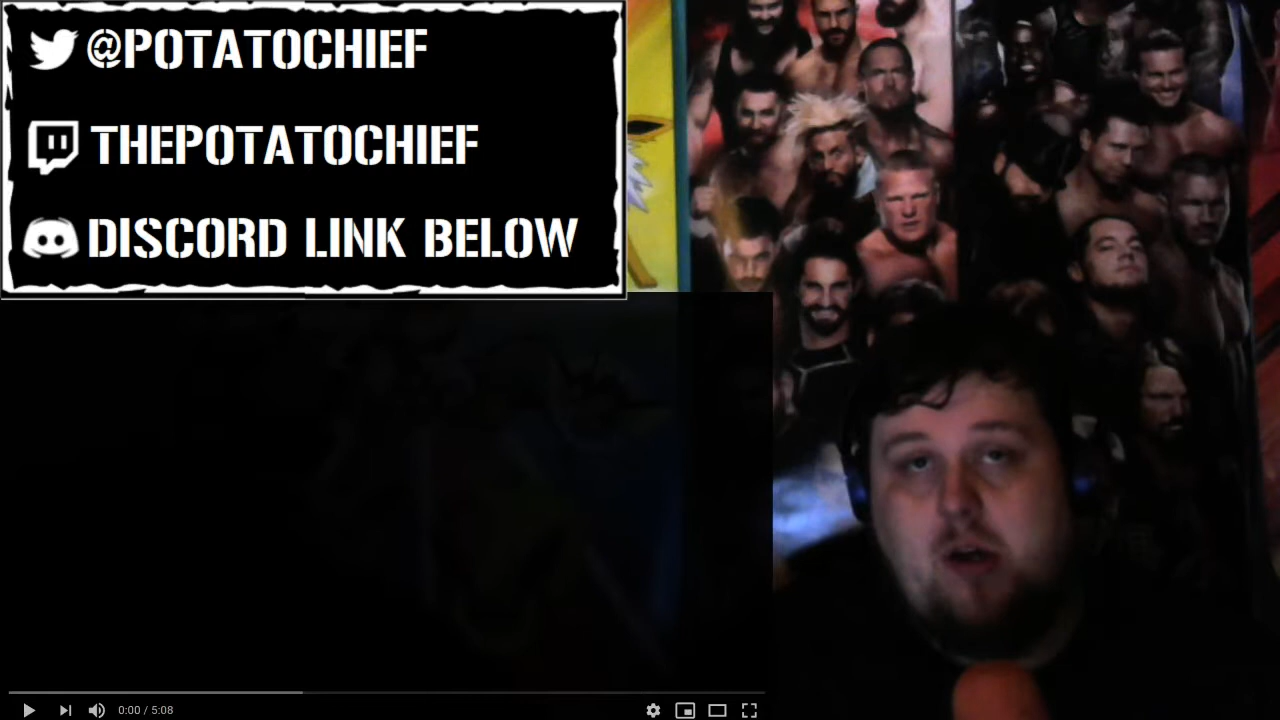 @POTATOCHIEF
THEPOTATOCHIEF
DISCORD LINK BELOW
0:00 / 5:08